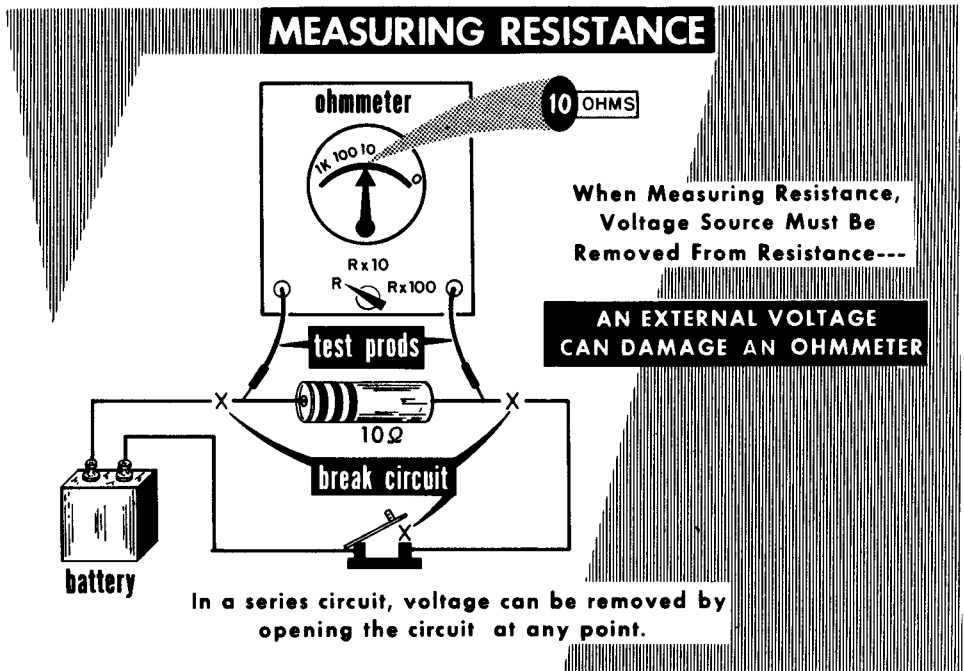 MEASURING RESISTANCE
ohmmeter
10 OHMS
1K 100 10 0
When Measuring Resistance,
Voltage Source Must Be
Removed From Resistance---
Rx10
R Rx100
AN EXTERNAL VOLTAGE
CAN DAMAGE AN OHMMETER
test prods
X X
10Ω
break circuit
X
battery
In a series circuit, voltage can be removed by
opening the circuit at any point.